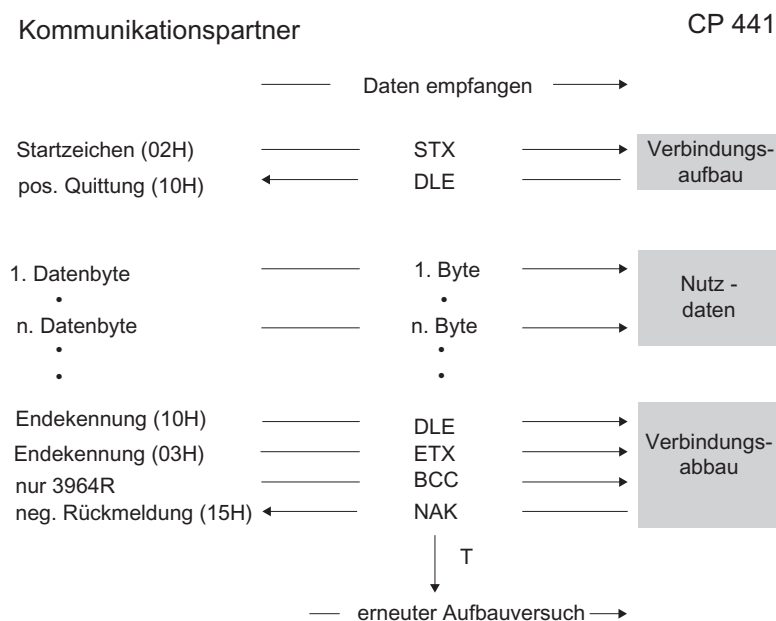 Kommunikationspartner CP 441
Daten empfangen
Startzeichen (02H) STX Verbindungs-
pos. Quittung (10H) DLE aufbau
1. Datenbyte 1. Byte Nutz -
daten
n. Datenbyte n. Byte
Endekennung (10H) DLE
Endekennung (03H) ETX Verbindungs-
nur 3964R BCC abbau
neg. Rückmeldung (15H) NAK
T
erneuter Aufbauversuch